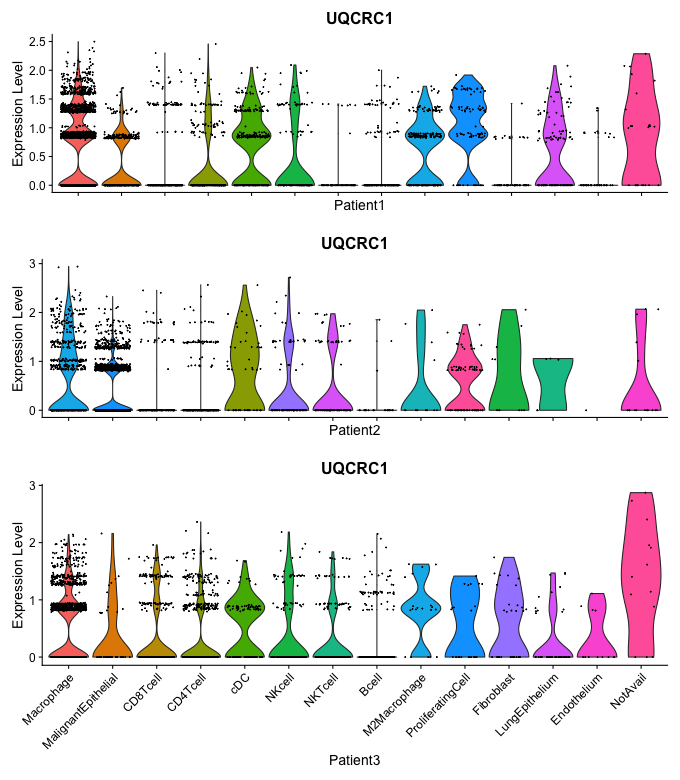 UQCRC1
Expression Level
2.5
2.0
1.5
1.0
0.5
0.0
Patient1
UQCRC1
Expression Level
3
2
1
0
Patient2
UQCRC1
Expression Level
3
2
1
0
Macrophage
MalignantEpithelial
CD8Tcell
CD4Tcell
cDC
NKcell
NKTcell
Bcell
M2Macrophage
ProliferatingCell
Fibroblast
LungEpithelium
Endothelium
NotAvail
Patient3